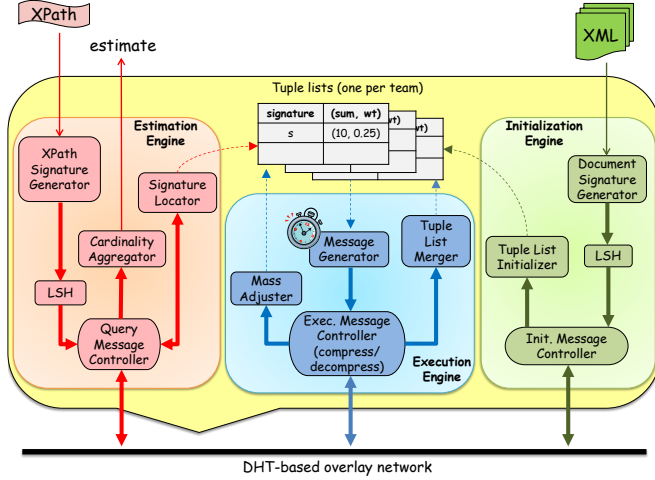 XPath
XML
estimate
Tuple lists (one per team)
signature
(sum, wt)
s
(10, 0.25)
wt)
wt)
Estimation
Engine
XPath
Signature
Generator
Signature
Locator
Cardinality
Aggregator
LSH
Query
Message
Controller
Message
Generator
Tuple
List
Merger
Mass
Adjuster
Exec. Message
Controller
(compress/
decompress)
Execution
Engine
Initialization
Engine
Document
Signature
Generator
Tuple List
Initializer
LSH
Init. Message
Controller
DHT-based overlay network